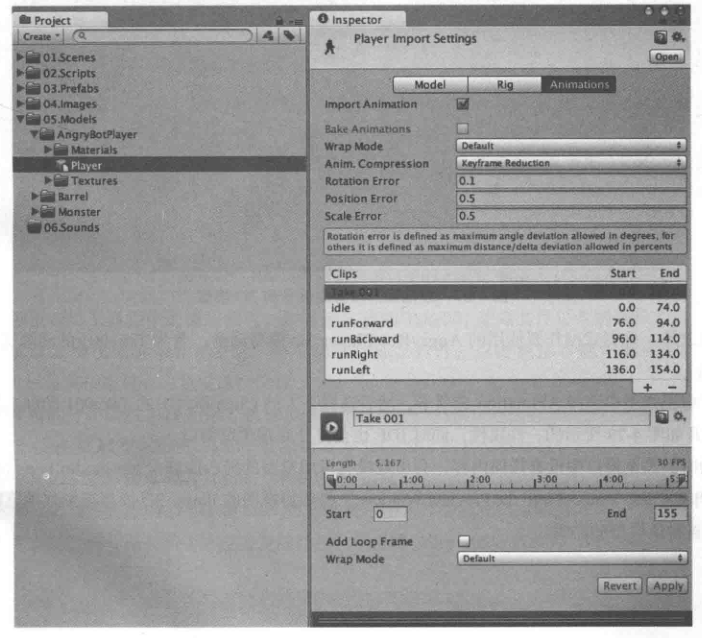 Project
Create
01.Scenes
02.Scripts
03.Prefabs
04.Images
05.Models
AngryBotPlayer
Materials
Player
Textures
Barrel
Monster
06.Sounds
Inspector
Player Import Settings
Open
Model Rig Animations
Import Animation
Bake Animations
Wrap Mode Default
Anim. Compression Keyframe Reduction
Rotation Error 0.1
Position Error 0.5
Scale Error 0.5
Rotation error is defined as maximum angle deviation allowed in degrees, for
others it is defined as maximum distance/delta deviation allowed in percents
Clips Start End
Take 001
idle 0.0 74.0
runForward 76.0 94.0
runBackward 96.0 114.0
runRight 116.0 134.0
runLeft 136.0 154.0
+ −
Take 001
Length 5.167 30 FPS
0:00 1:00 2:00 3:00 4:00
Start 0 End 155
Add Loop Frame
Wrap Mode Default
Revert Apply